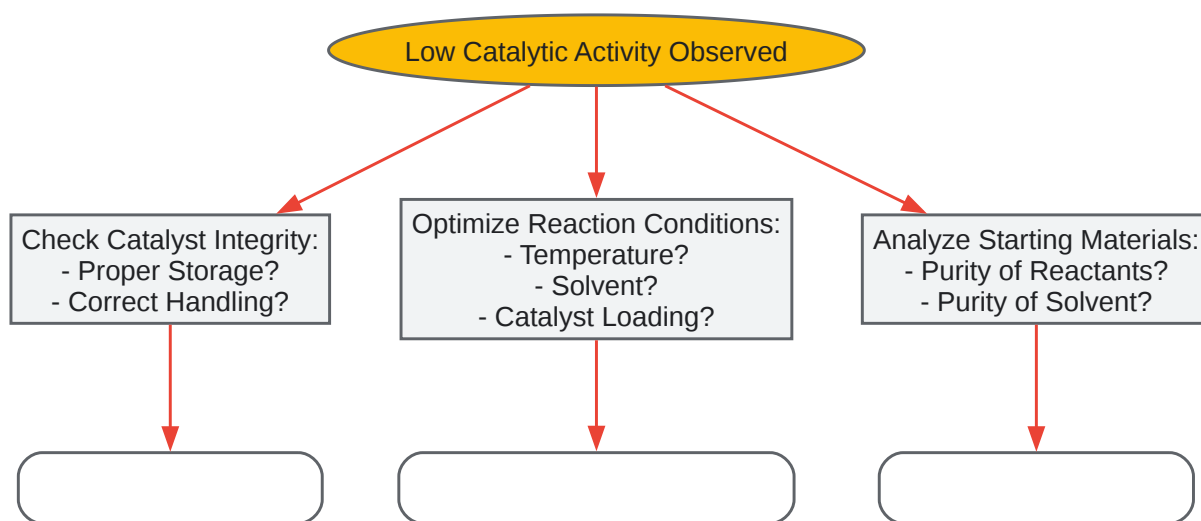 Low Catalytic Activity Observed
Check Catalyst Integrity:
- Proper Storage?
- Correct Handling?
Optimize Reaction Conditions:
- Temperature?
- Solvent?
- Catalyst Loading?
Analyze Starting Materials:
- Purity of Reactants?
- Purity of Solvent?